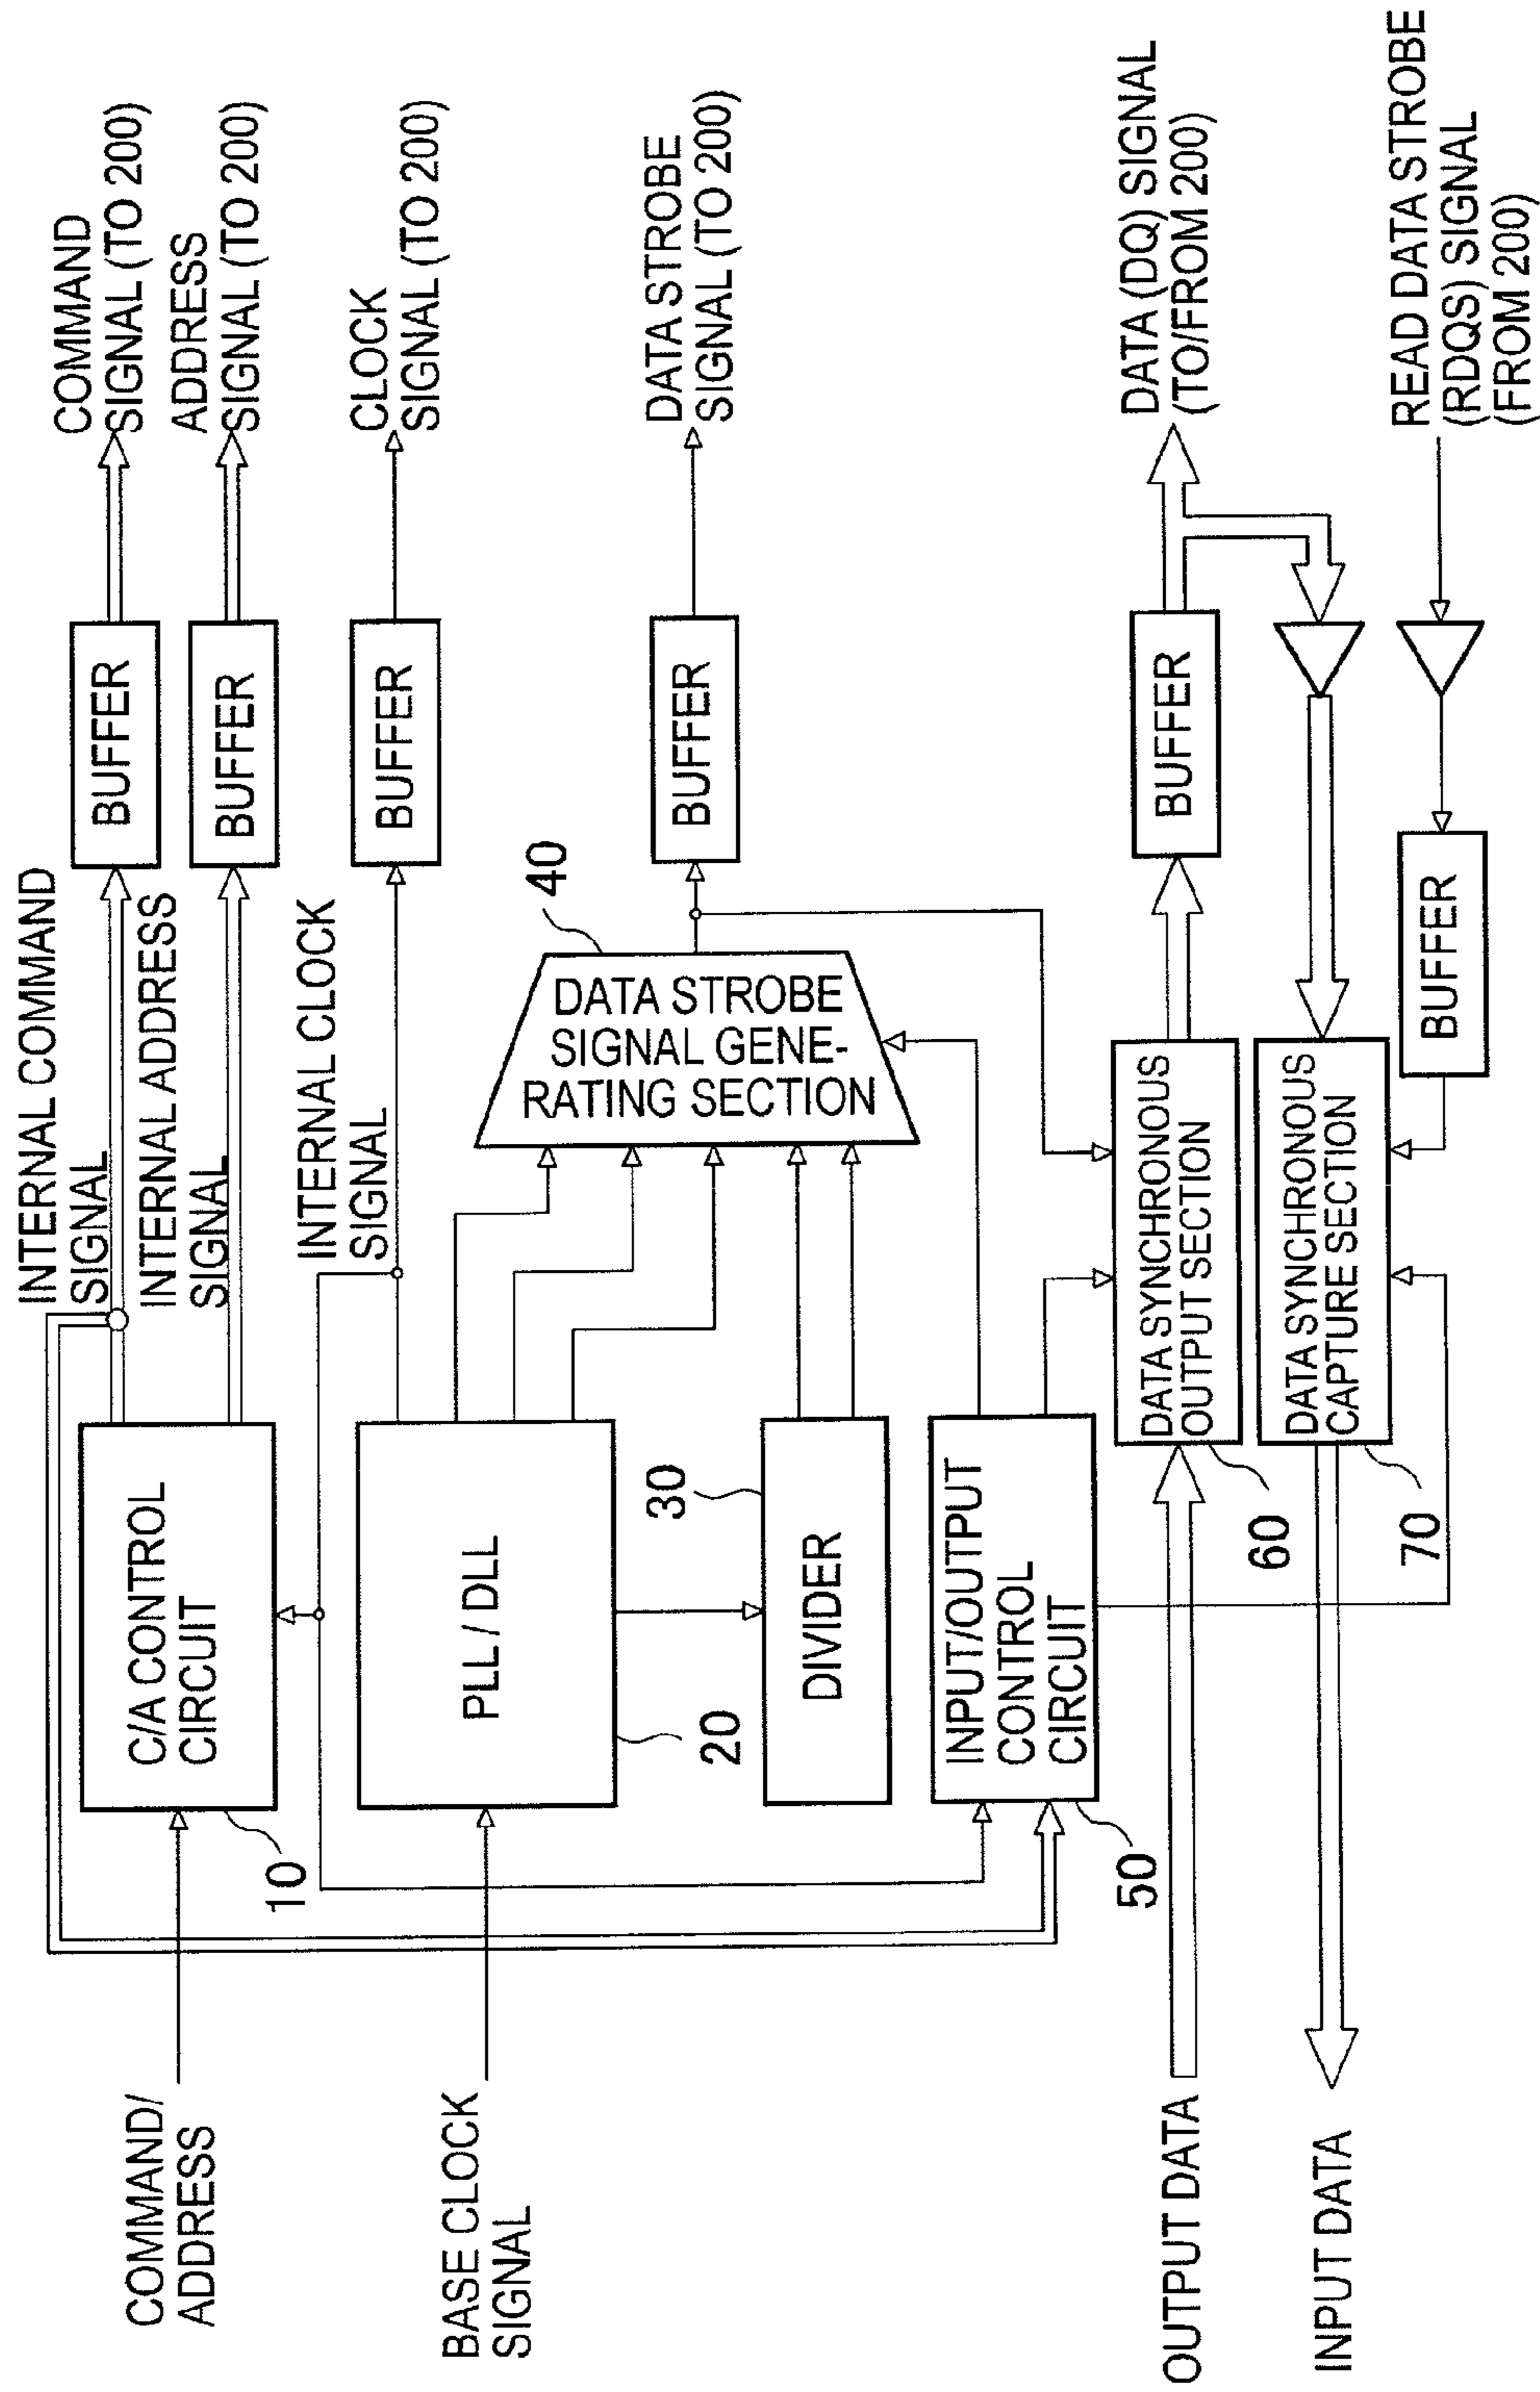 COMMAND/
ADDRESS
BASE CLOCK
SIGNAL
OUTPUT DATA
INPUT DATA
10
C/A CONTROL
CIRCUIT
PLL / DLL
20
30
DIVIDER
INPUT/OUTPUT
CONTROL
CIRCUIT
50
INTERNAL COMMAND
SIGNAL
INTERNAL ADDRESS
SIGNAL
INTERNAL CLOCK
SIGNAL
40
DATA STROBE
SIGNAL GENE-
RATING SECTION
DATA SYNCHRONOUS
OUTPUT SECTION
60
DATA SYNCHRONOUS
CAPTURE SECTION
70
BUFFER
BUFFER
BUFFER
BUFFER
BUFFER
BUFFER
COMMAND
SIGNAL (TO 200)
ADDRESS
SIGNAL (TO 200)
CLOCK
SIGNAL (TO 200)
DATA STROBE
SIGNAL (TO 200)
DATA (DQ) SIGNAL
(TO/FROM 200)
READ DATA STROBE
(RDQS) SIGNAL
(FROM 200)